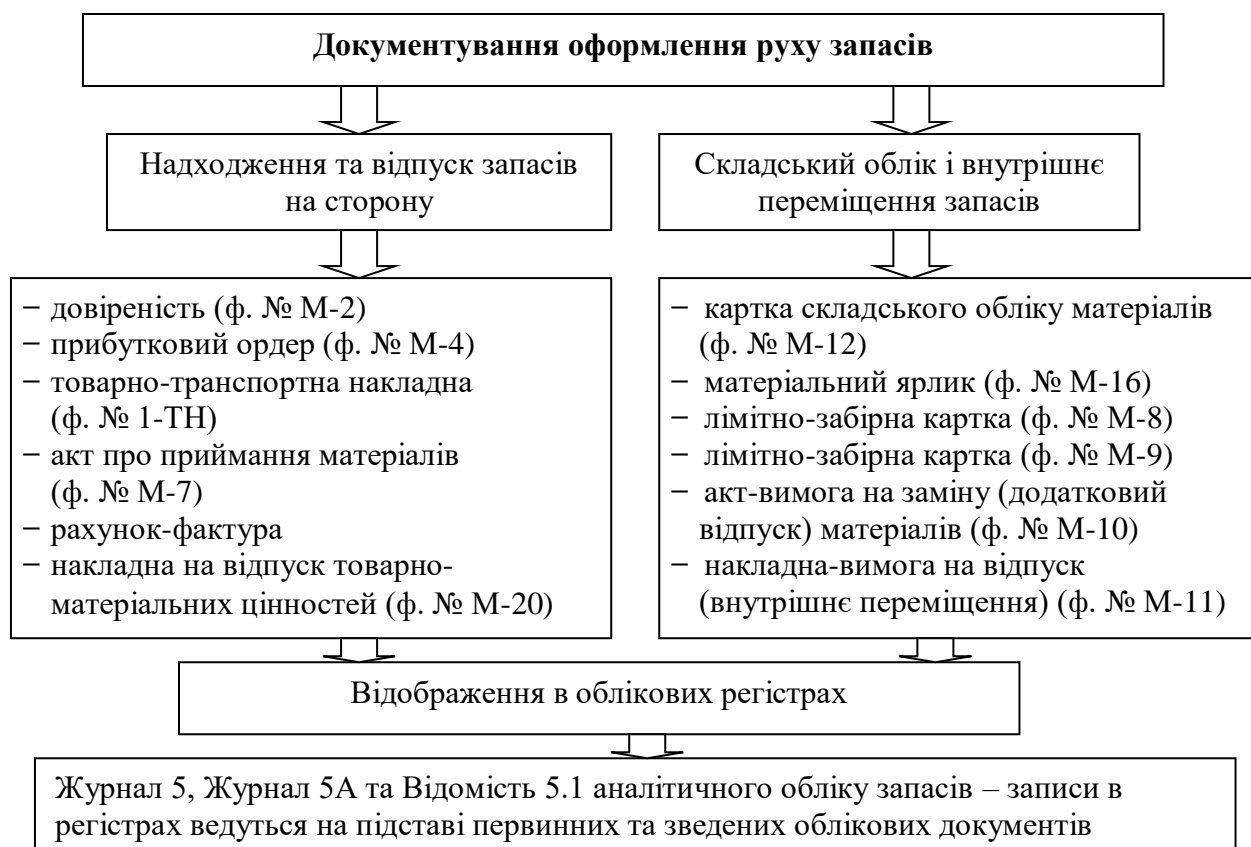 Документування оформлення руху запасів
Надходження та відпуск запасів
на сторону
Складський облік і внутрішнє
переміщення запасів
− довіреність (ф. № М-2)
− прибутковий ордер (ф. № М-4)
− товарно-транспортна накладна
(ф. № 1-ТН)
− акт про приймання матеріалів
(ф. № М-7)
− рахунок-фактура
− накладна на відпуск товарно-
матеріальних цінностей (ф. № М-20)
− картка складського обліку матеріалів
(ф. № М-12)
− матеріальний ярлик (ф. № М-16)
− лімітно-забірна картка (ф. № М-8)
− лімітно-забірна картка (ф. № М-9)
− акт-вимога на заміну (додатковий
відпуск) матеріалів (ф. № М-10)
− накладна-вимога на відпуск
(внутрішнє переміщення) (ф. № М-11)
Відображення в облікових регістрах
Журнал 5, Журнал 5А та Відомість 5.1 аналітичного обліку запасів – записи в
регістрах ведуться на підставі первинних та зведених облікових документів